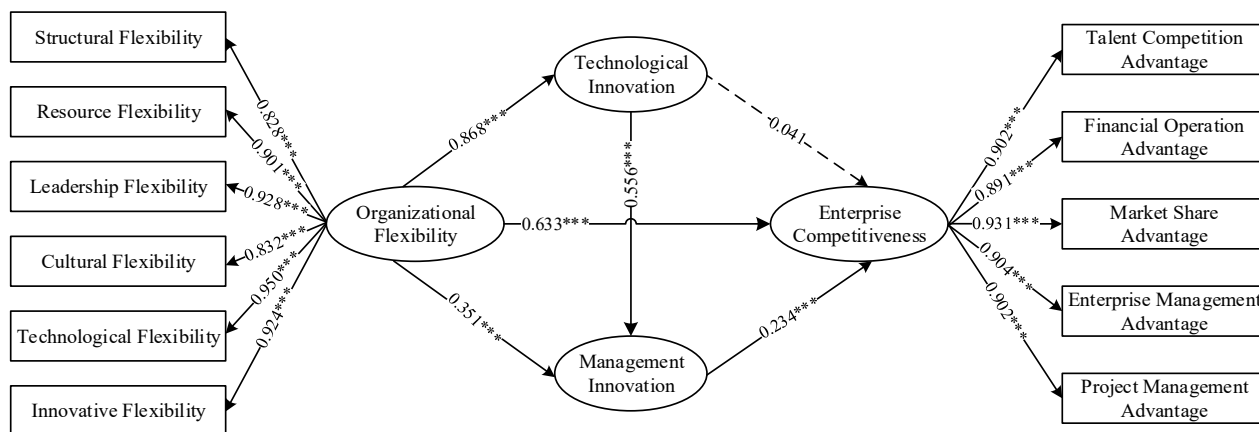 Structural Flexibility
Resource Flexibility
Leadership Flexibility
Cultural Flexibility
Technological Flexibility
Innovative Flexibility
0.828***
0.901***
0.928***
0.832***
0.950***
0.924***
Organizational
Flexibility
0.868***
0.633***
0.351***
Technological
Innovation
0.556***
Management
Innovation
0.041
0.234***
Enterprise
Competitiveness
0.902***
0.891***
0.931***
0.904***
0.902***
Talent Competition
Advantage
Financial Operation
Advantage
Market Share
Advantage
Enterprise Management
Advantage
Project Management
Advantage